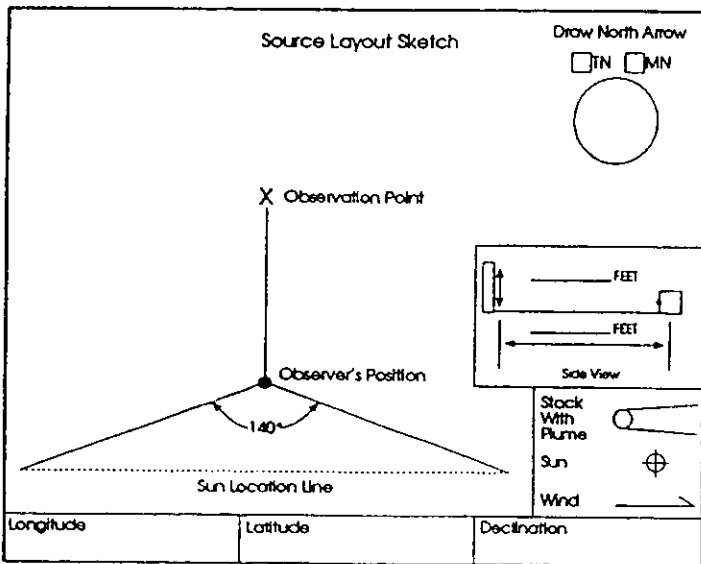 Source Layout Sketch
Draw North Arrow
TN MN
X Observation Point
FEET
FEET
Side View
Observer's Position
140°
Sun Location Line
Stack
With
Plume
Sun
Wind
Longitude
Latitude
Declination